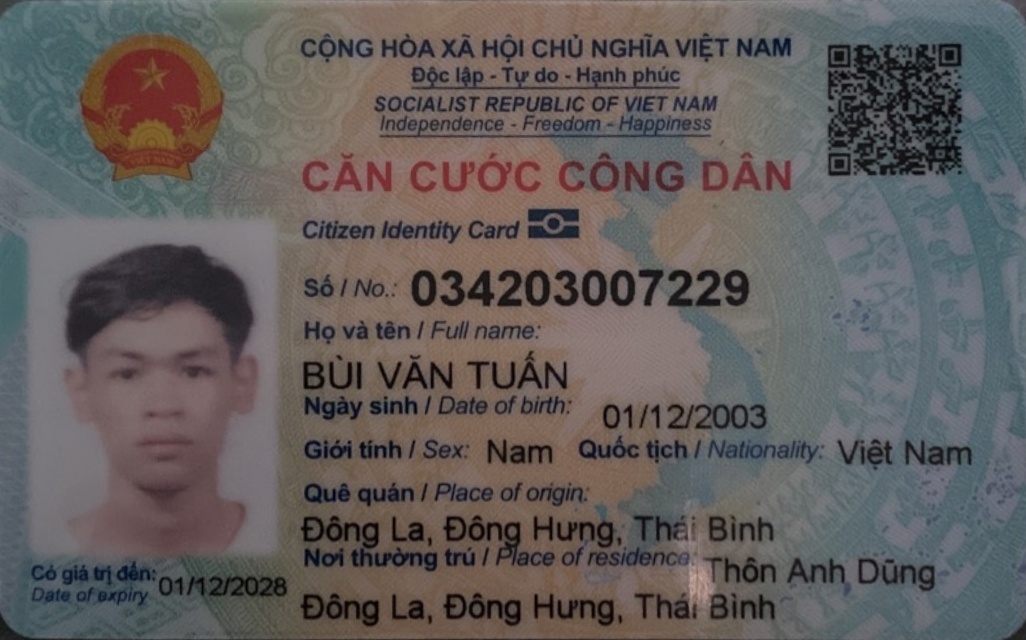 CỘNG HÒA XÃ HỘI CHỦ NGHĨA VIỆT NAM
Độc lập - Tự do - Hạnh phúc
SOCIALIST REPUBLIC OF VIET NAM
Independence - Freedom - Happiness
CĂN CƯỚC CÔNG DÂN
Citizen Identity Card
Số / No.: 034203007229
Họ và tên / Full name:
BÙI VĂN TUẤN
Ngày sinh / Date of birth: 01/12/2003
Giới tính / Sex: Nam Quốc tịch / Nationality: Việt Nam
Quê quán / Place of origin:
Đông La, Đông Hưng, Thái Bình
Nơi thường trú / Place of residence: Thôn Anh Dũng
Đông La, Đông Hưng, Thái Bình
Có giá trị đến: 01/12/2028
Date of expiry
VIỆT NAM